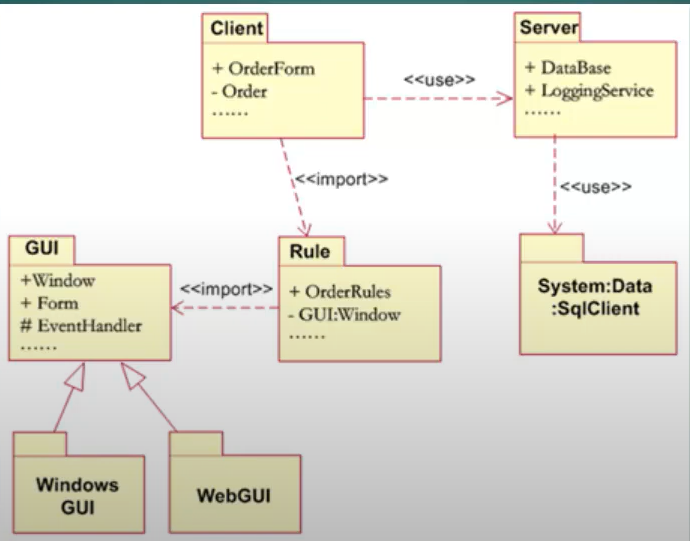 Client
+ OrderForm
- Order
......
<<use>>
Server
+ DataBase
+ LoggingService
......
<<import>>
<<use>>
GUI
+Window
+ Form
# EventHandler
......
<<import>>
Rule
+ OrderRules
- GUI:Window
......
System:Data
:SqlClient
Windows
GUI
WebGUI